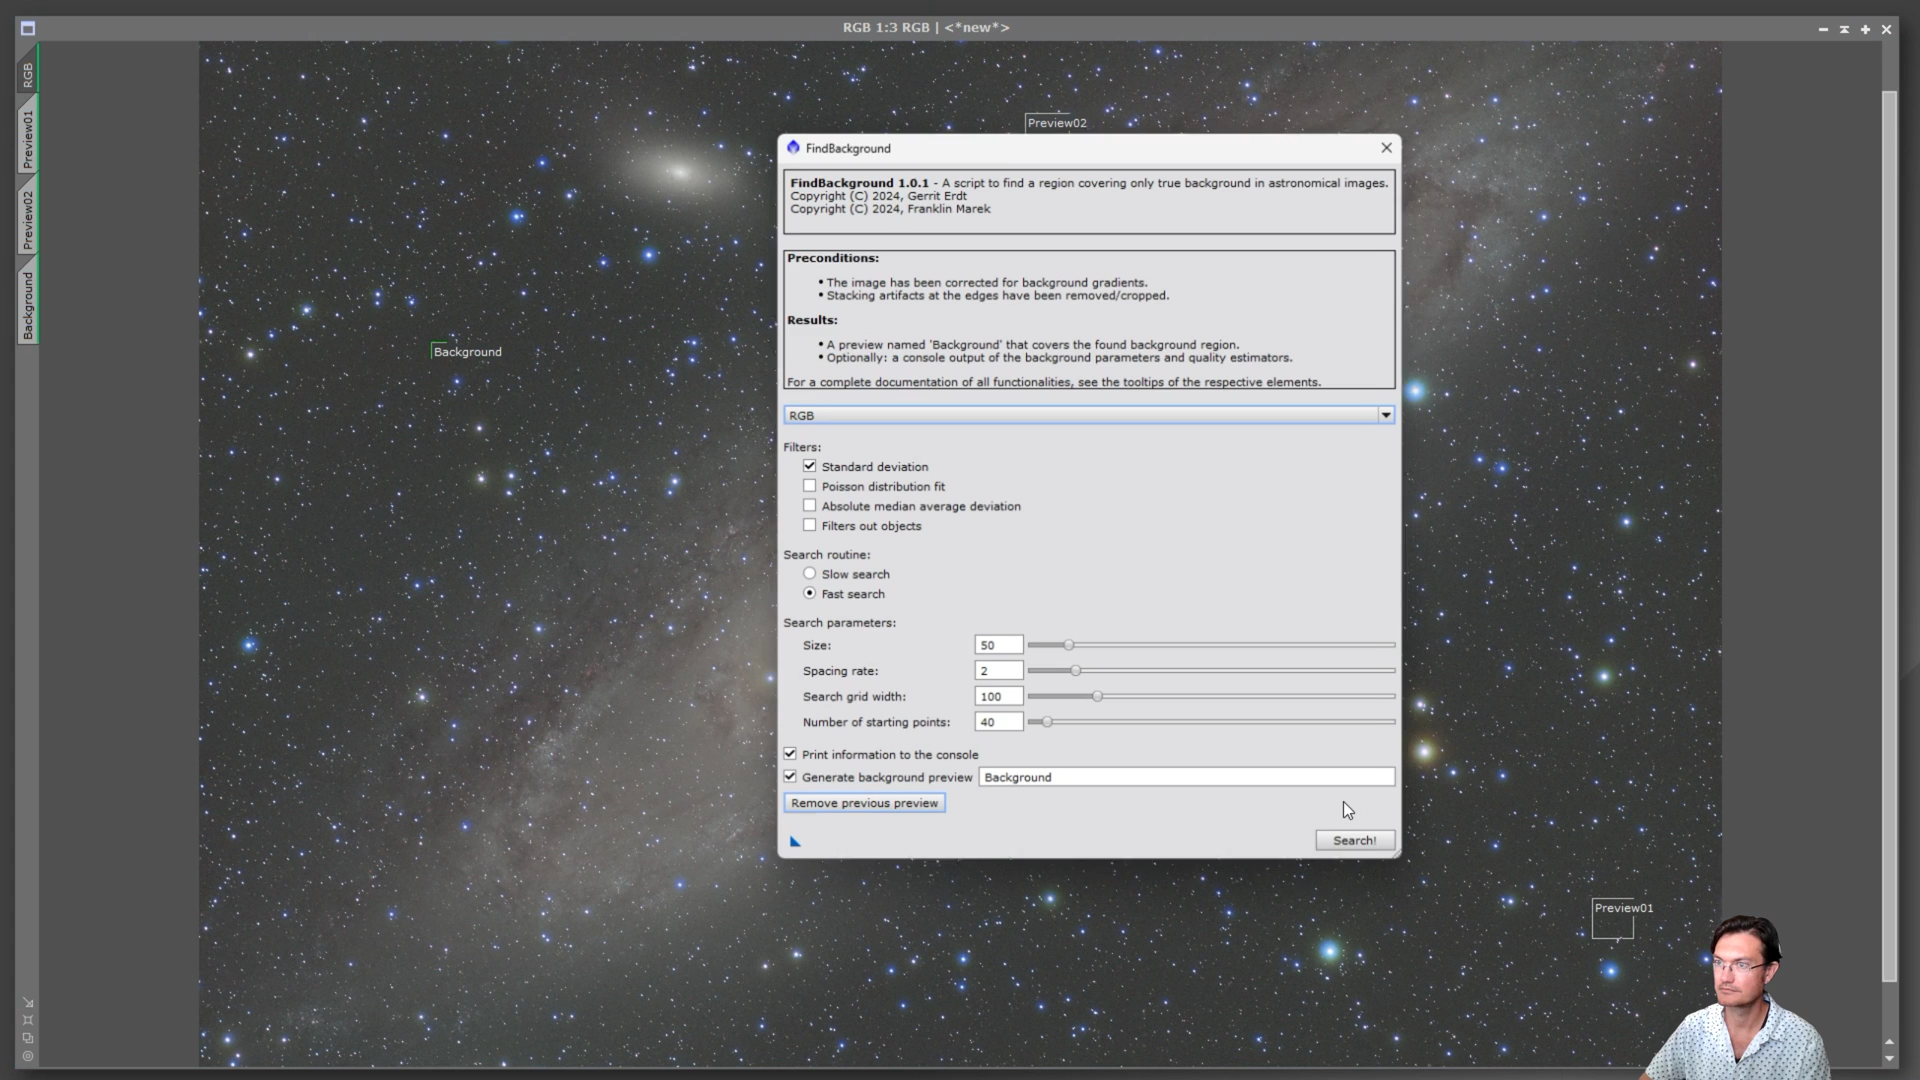 RGB 1:3 RGB | <*new*>
RGB
Preview01
Preview02
Background
Preview02
Background
Preview01
FindBackground
FindBackground 1.0.1 - A script to find a region covering only true background in astronomical images.
Copyright (C) 2024, Gerrit Erdt
Copyright (C) 2024, Franklin Marek
Preconditions:
• The image has been corrected for background gradients.
• Stacking artifacts at the edges have been removed/cropped.
Results:
• A preview named 'Background' that covers the found background region.
• Optionally: a console output of the background parameters and quality estimators.
For a complete documentation of all functionalities, see the tooltips of the respective elements.
RGB
Filters:
Standard deviation
Poisson distribution fit
Absolute median average deviation
Filters out objects
Search routine:
Slow search
Fast search
Search parameters:
Size: 50
Spacing rate: 2
Search grid width: 100
Number of starting points: 40
Print information to the console
Generate background preview Background
Remove previous preview
Search!